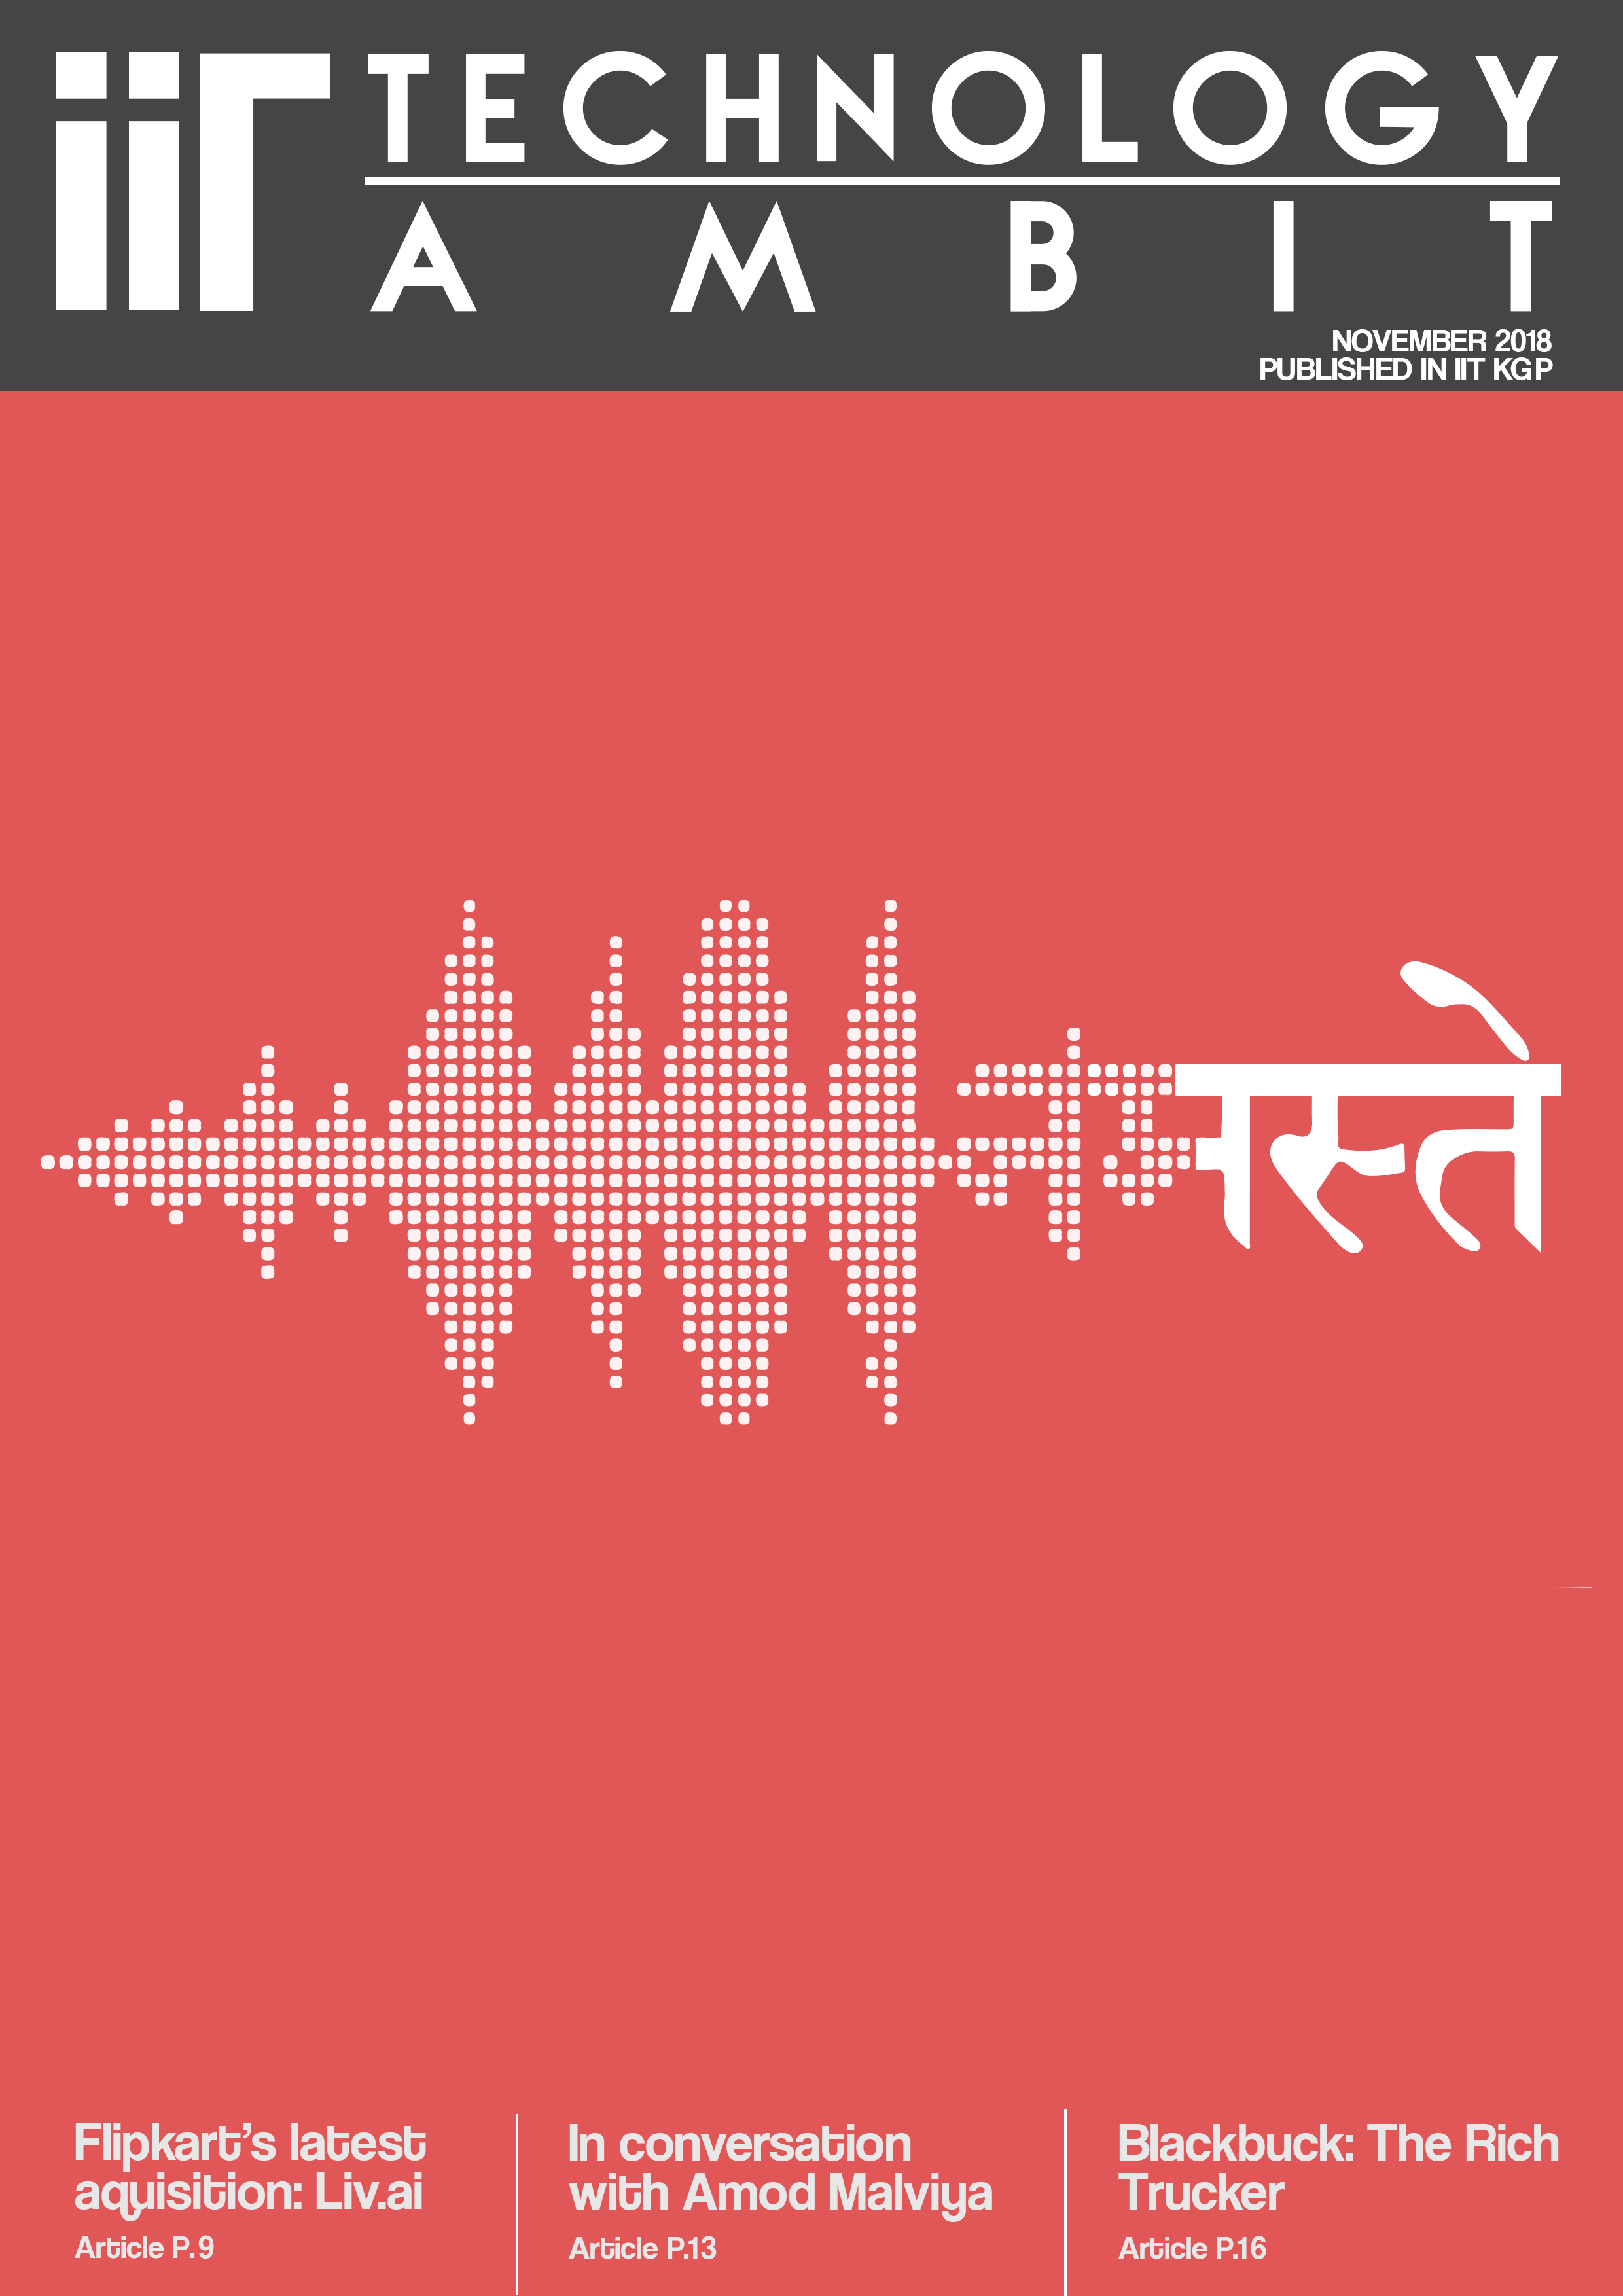 iiT TECHNOLOGY
AMBIT
NOVEMBER 2018
PUBLISHED IN IIT KGP
नमस्ते
Flipkart's latest
aquisition: Liv.ai
Article P. 9
In conversation
with Amod Malviya
Article P.13
Blackbuck: The Rich
Trucker
Article P.16